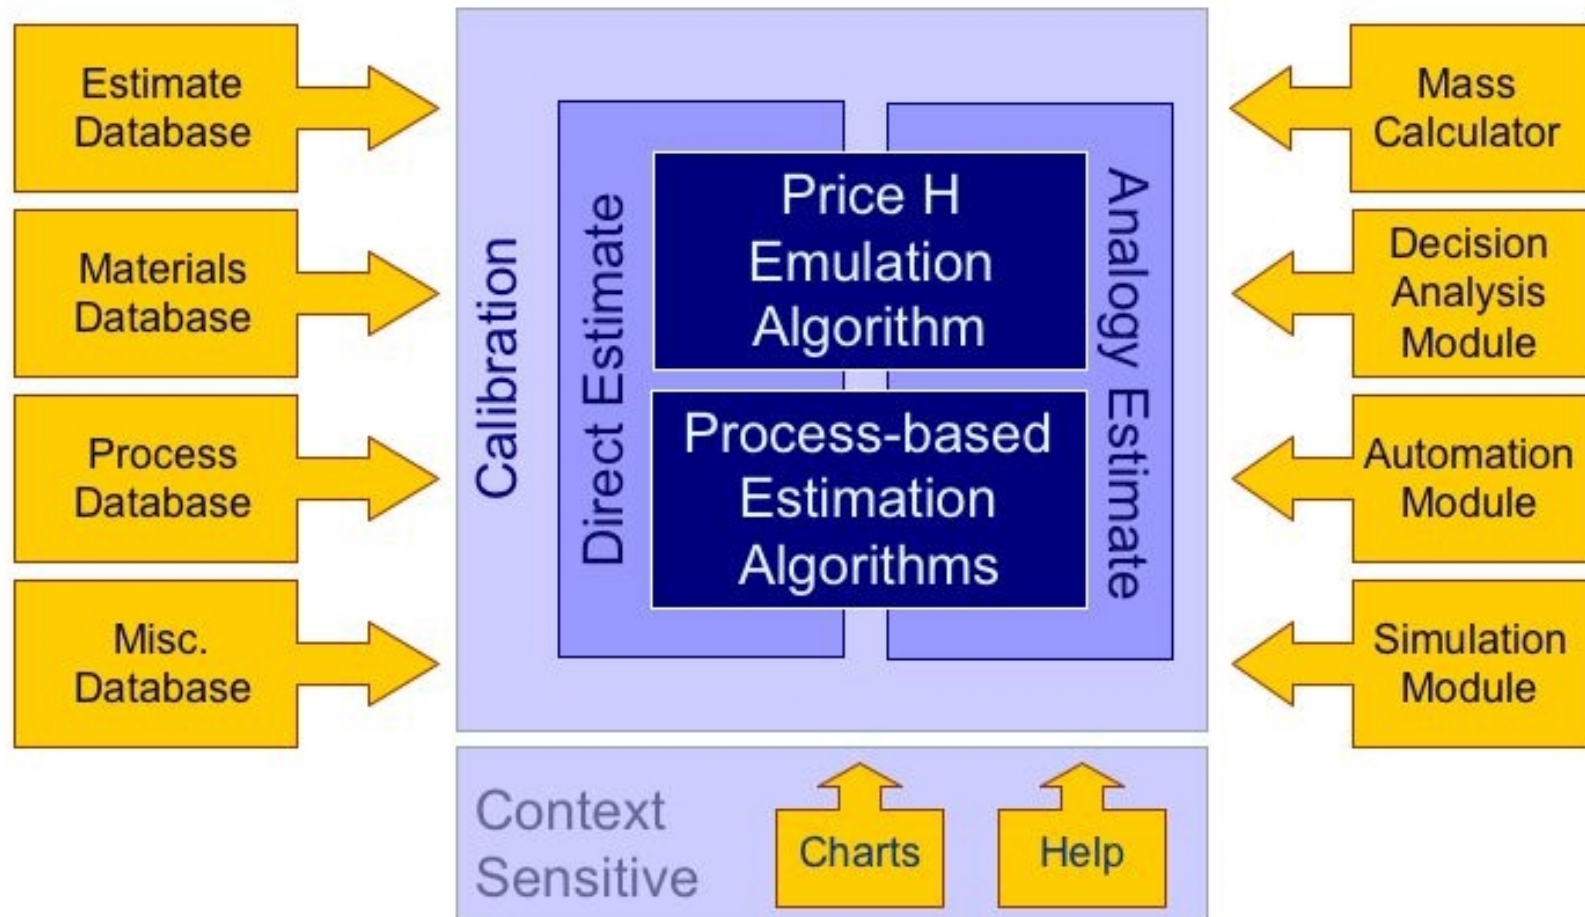 Estimate
Database
Materials
Database
Process
Database
Misc.
Database
Calibration
Direct Estimate
Price H
Emulation
Algorithm
Process-based
Estimation
Algorithms
Analogy Estimate
Mass
Calculator
Decision
Analysis
Module
Automation
Module
Simulation
Module
Context
Sensitive
Charts
Help